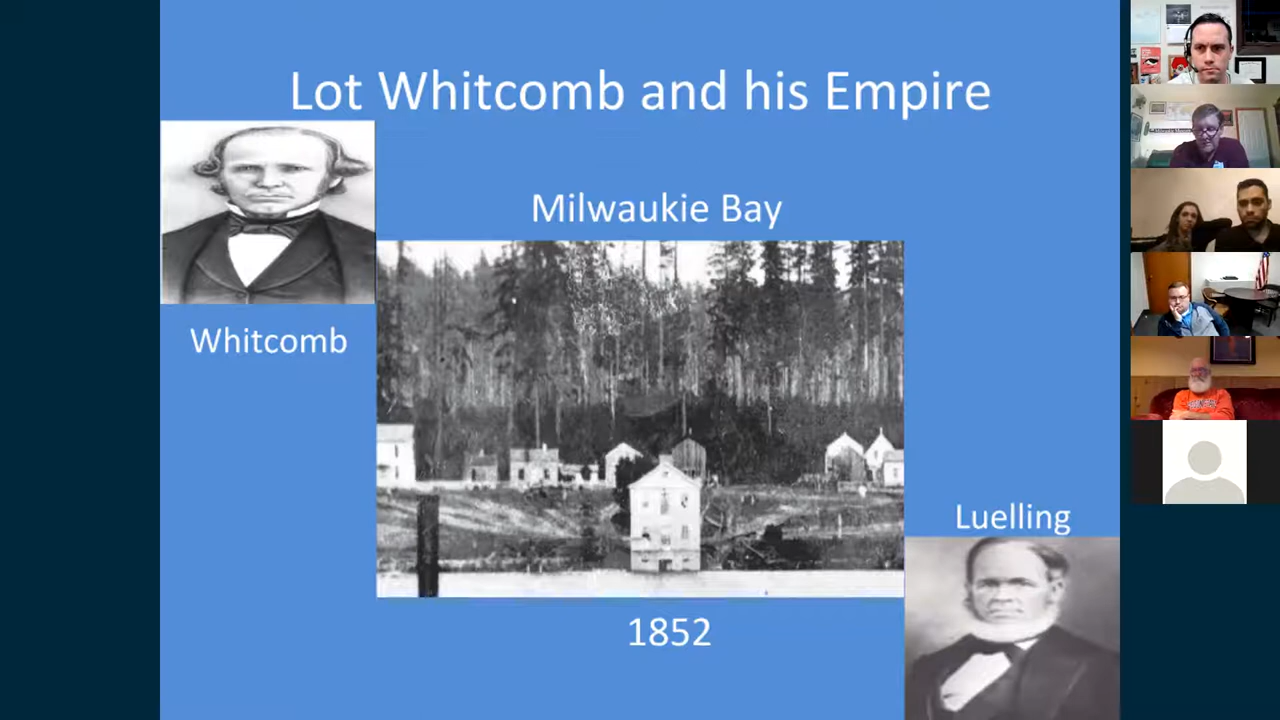 Lot Whitcomb and his Empire
Milwaukie Bay
Whitcomb
Luelling
1852